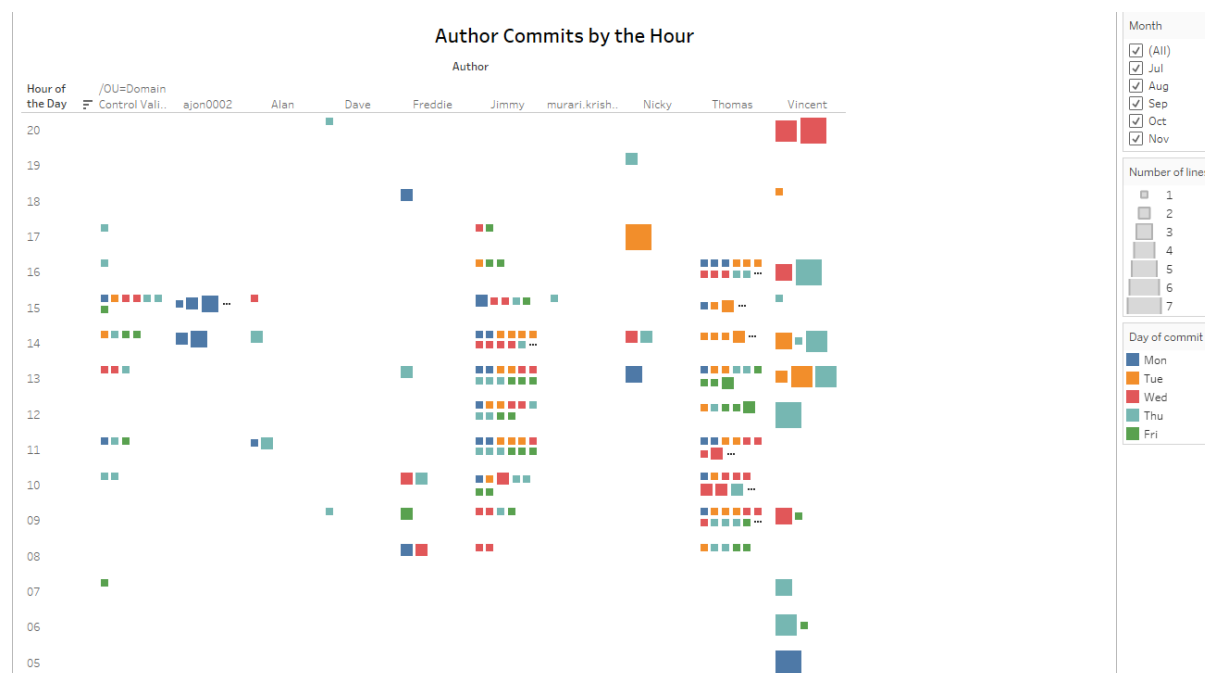 Author Commits by the Hour
Author
Hour of the Day
/OU=Domain Control Vali.. ajon0002 Alan Dave Freddie Jimmy murari.krish.. Nicky Thomas Vincent
20
19
18
17
16
15
14
13
12
11
10
09
08
07
06
05
Month
(All)
Jul
Aug
Sep
Oct
Nov
Number of lines
1
2
3
4
5
6
7
Day of commit
Mon
Tue
Wed
Thu
Fri